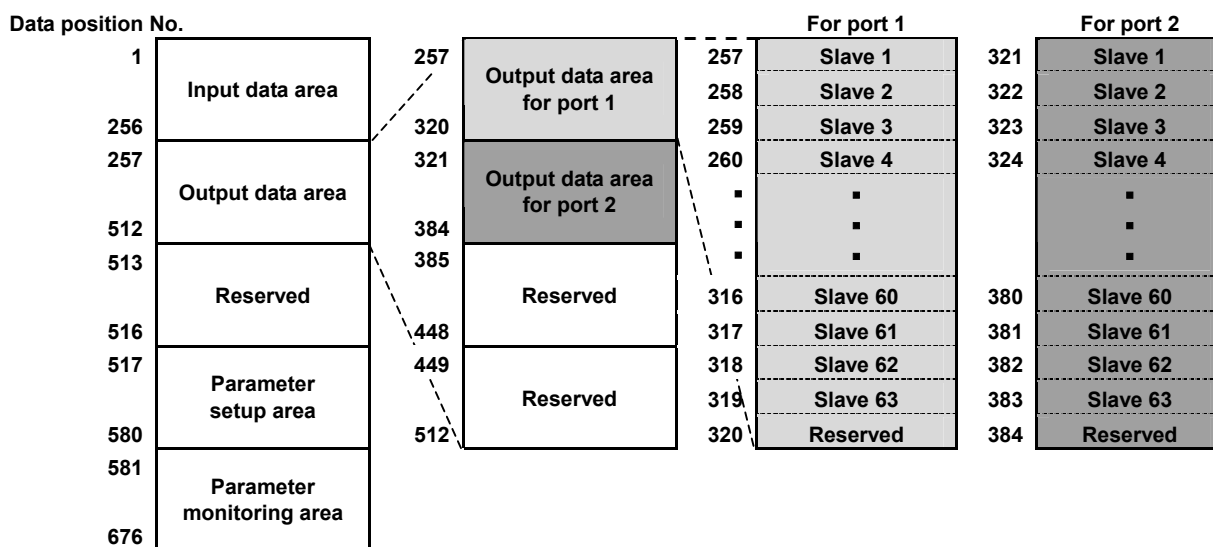 Data position No.
For port 1
For port 2
1
Input data area
256
257
Output data area
512
513
Reserved
516
517
Parameter
setup area
580
581
Parameter
monitoring area
676
257
Output data area
for port 1
320
321
Output data area
for port 2
384
385
Reserved
448
449
Reserved
512
257 Slave 1
258 Slave 2
259 Slave 3
260 Slave 4
316 Slave 60
317 Slave 61
318 Slave 62
319 Slave 63
320 Reserved
321 Slave 1
322 Slave 2
323 Slave 3
324 Slave 4
380 Slave 60
381 Slave 61
382 Slave 62
383 Slave 63
384 Reserved